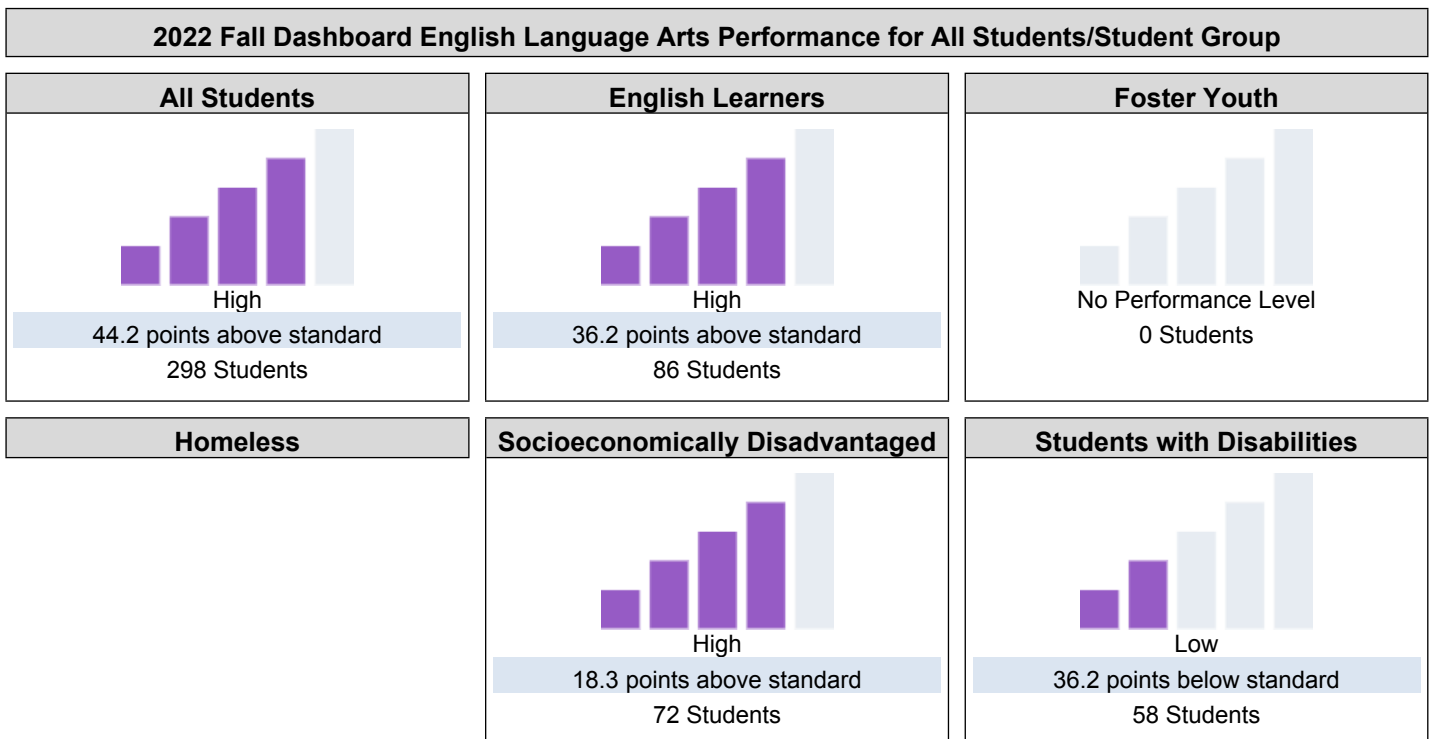 2022 Fall Dashboard English Language Arts Performance for All Students/Student Group
All Students
High
44.2 points above standard
298 Students
English Learners
High
36.2 points above standard
86 Students
Foster Youth
No Performance Level
0 Students
Homeless
Socioeconomically Disadvantaged
High
18.3 points above standard
72 Students
Students with Disabilities
Low
36.2 points below standard
58 Students